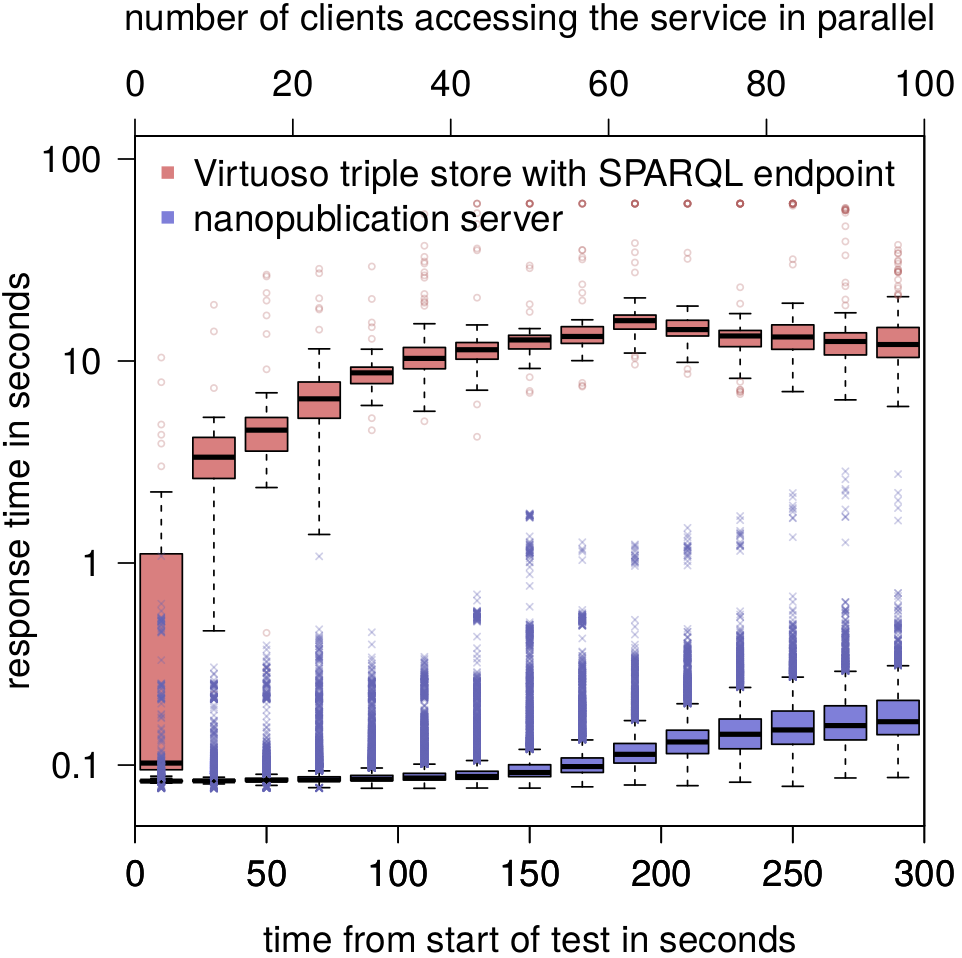 number of clients accessing the service in parallel
0 20 40 60 80 100
100
Virtuoso triple store with SPARQL endpoint
nanopublication server
10
1
0.1
response time in seconds
0 50 100 150 200 250 300
time from start of test in seconds